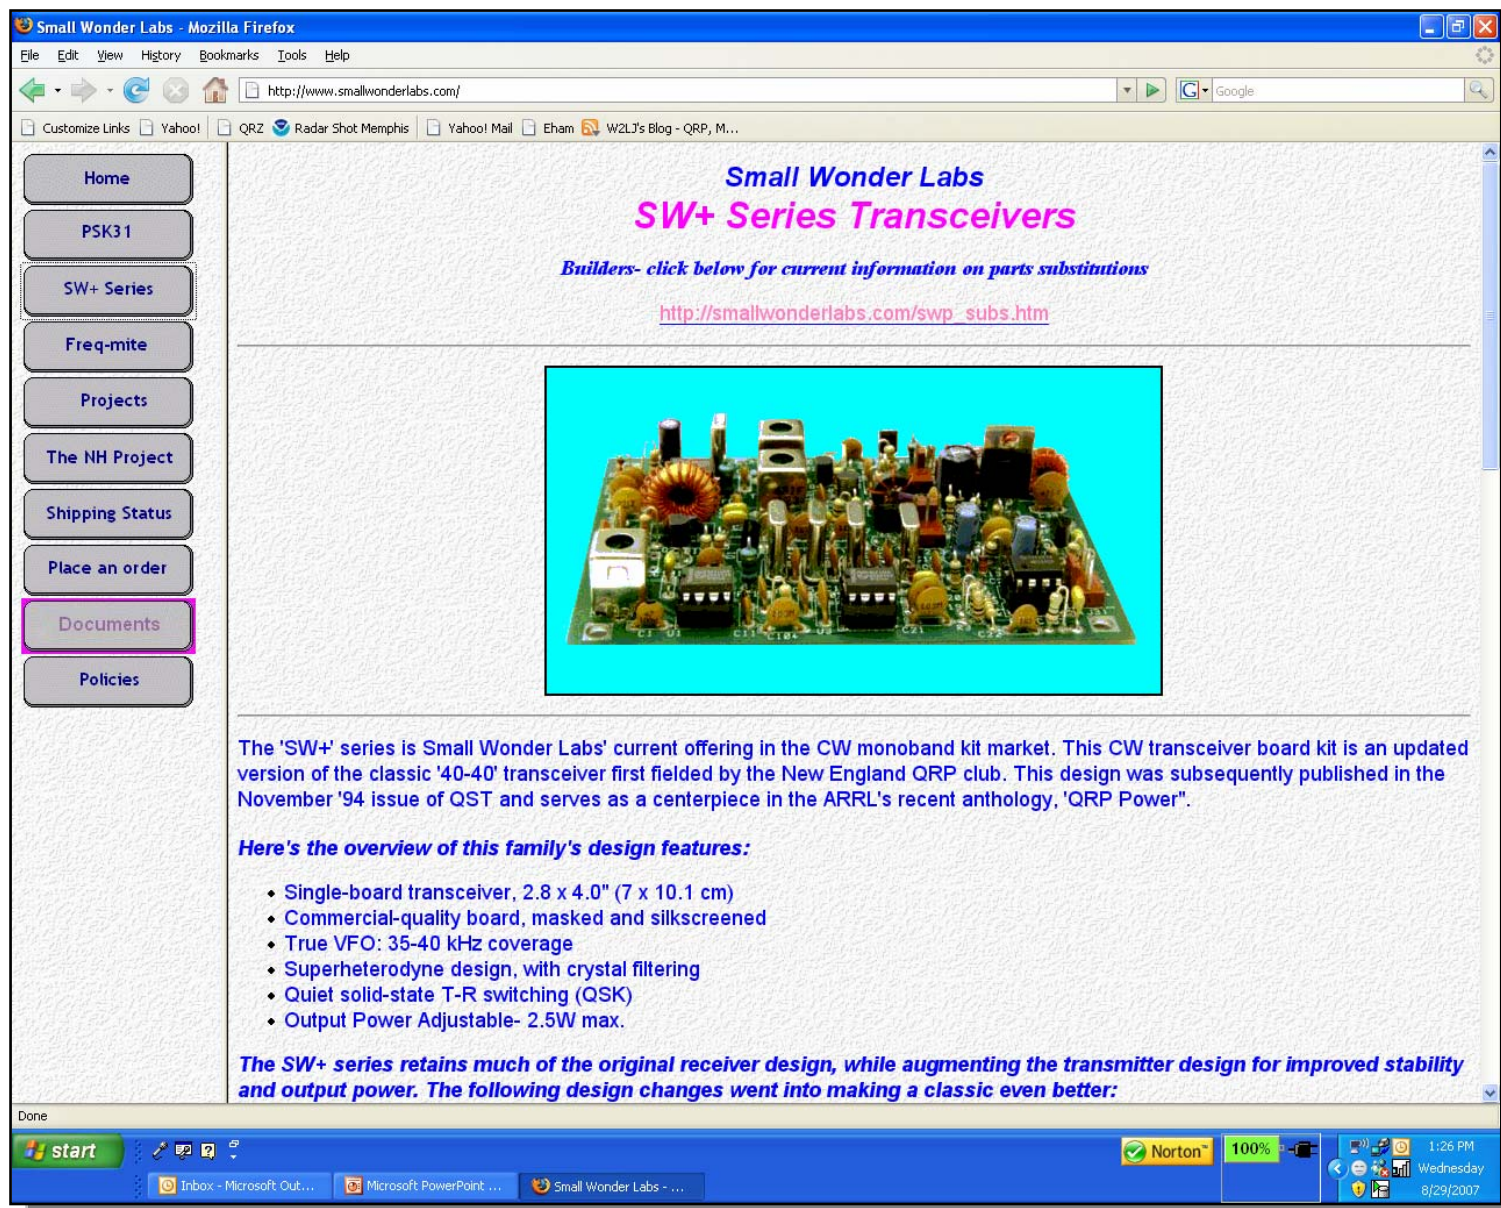 Small Wonder Labs - Mozilla Firefox
File Edit View History Bookmarks Tools Help
http://www.smallwonderlabs.com/
G Google
Customize Links Yahoo! QRZ Radar Shot Memphis Yahoo! Mail Eham W2LJ's Blog - QRP, M...
Home
PSK31
SW+ Series
Freq-mite
Projects
The NH Project
Shipping Status
Place an order
Documents
Policies
Small Wonder Labs
SW+ Series Transceivers
Builders- click below for current information on parts substitutions
http://smallwonderlabs.com/swp_subs.htm
C1 U1 C11 C104 U3 C21 C22
The 'SW+' series is Small Wonder Labs' current offering in the CW monoband kit market. This CW transceiver board kit is an updated
version of the classic '40-40' transceiver first fielded by the New England QRP club. This design was subsequently published in the
November '94 issue of QST and serves as a centerpiece in the ARRL's recent anthology, 'QRP Power".
Here's the overview of this family's design features:
Single-board transceiver, 2.8 x 4.0" (7 x 10.1 cm)
Commercial-quality board, masked and silkscreened
True VFO: 35-40 kHz coverage
Superheterodyne design, with crystal filtering
Quiet solid-state T-R switching (QSK)
Output Power Adjustable- 2.5W max.
The SW+ series retains much of the original receiver design, while augmenting the transmitter design for improved stability
and output power. The following design changes went into making a classic even better:
Done
start
Norton™
100%
1:26 PM
Wednesday
8/29/2007
Inbox - Microsoft Out...
Microsoft PowerPoint ...
Small Wonder Labs - ...